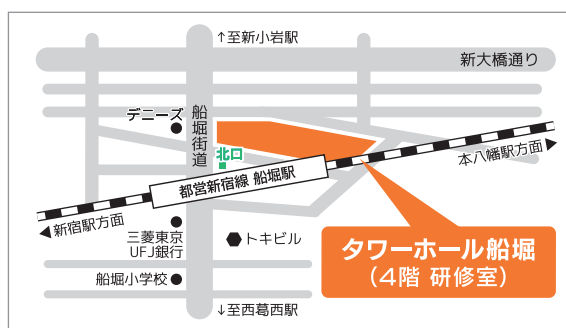 ↑至新小岩駅
新大橋通り
デニーズ
船堀街道
北口
本八幡駅方面
都営新宿線 船堀駅
新宿駅方面
三菱東京
UFJ銀行
トキビル
タワーホール船堀
（4階 研修室）
船堀小学校
↓至西葛西駅